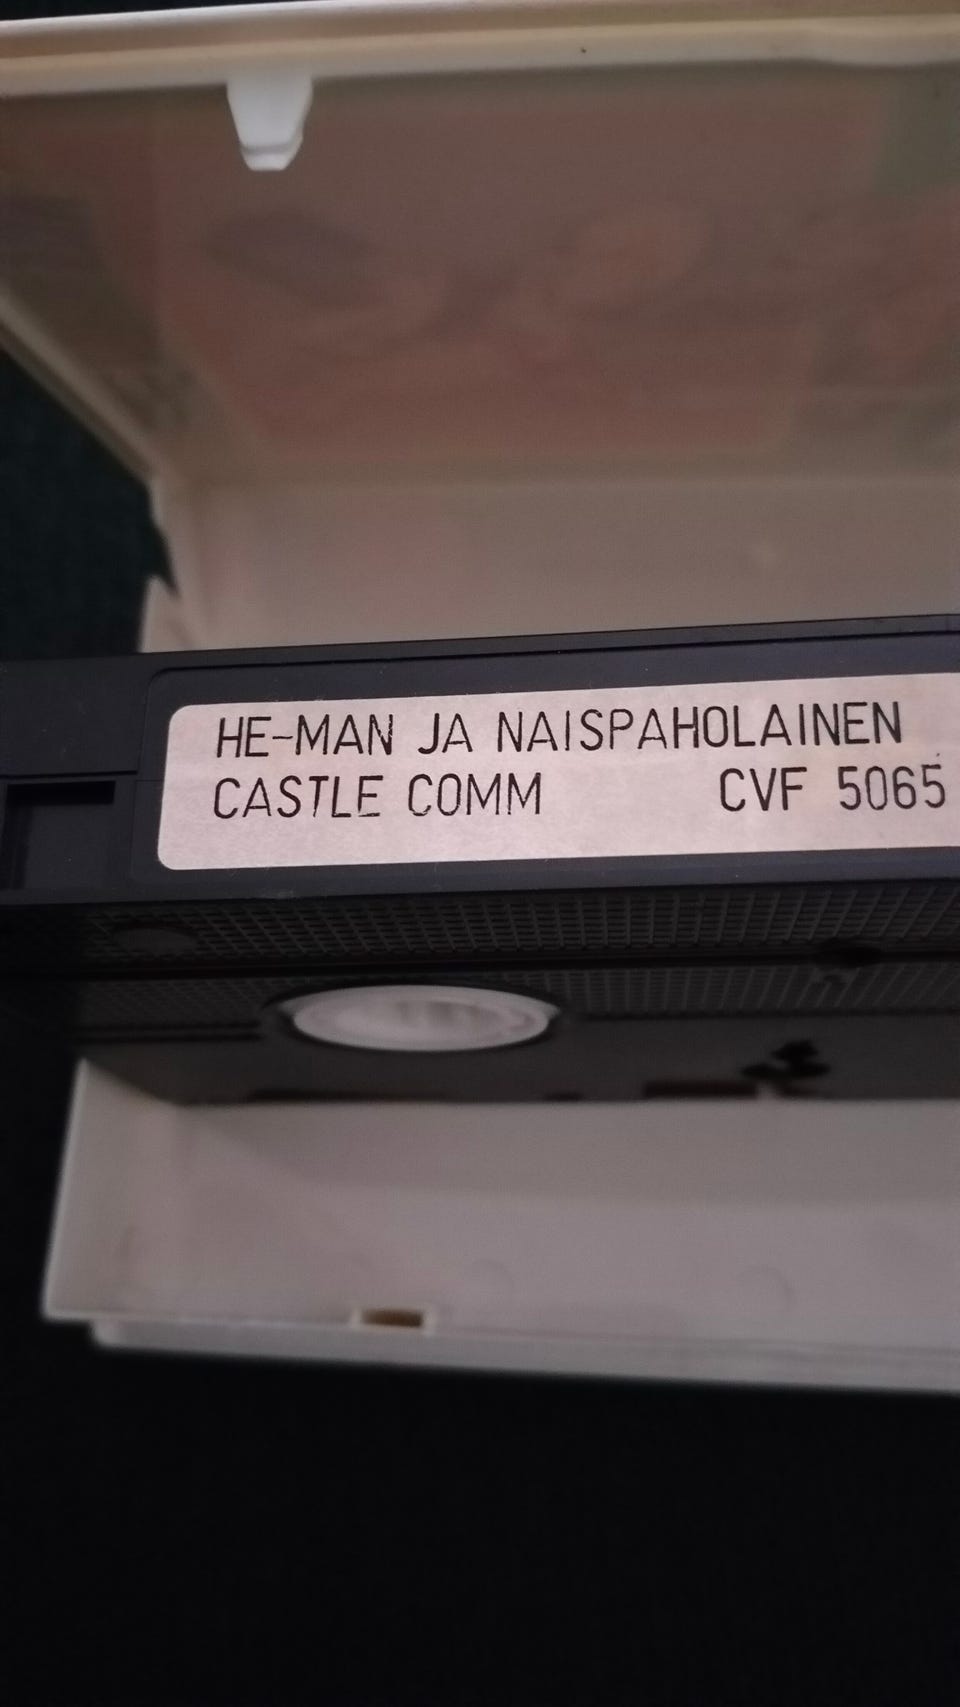 HE-MAN JA NAISPAHOLAINEN
CASTLE COMM CVF 5065